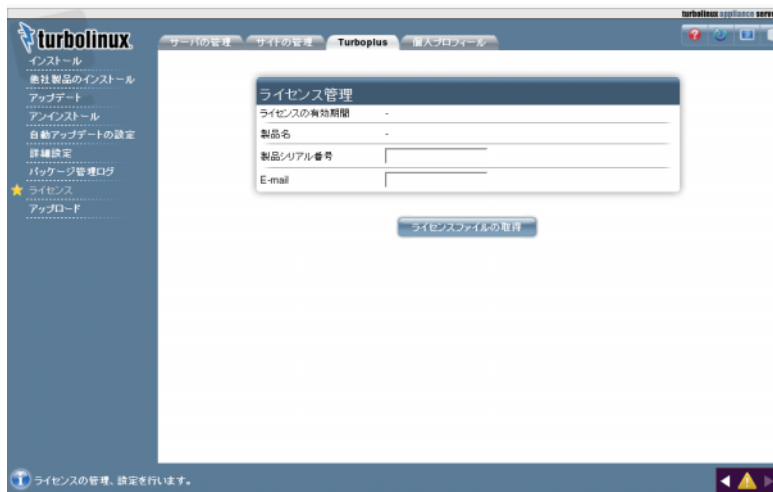 turbolinux appliance serve
turbolinux
サーバの管理 サイトの管理 Turboplus 個人プロフィール
インストール
他社製品のインストール
アップデート
アンインストール
自動アップデートの設定
詳細設定
パッケージ管理ログ
ライセンス
アップロード
ライセンス管理
ライセンスの有効期間 -
製品名 -
製品シリアル番号
E-mail
ライセンスファイルの取得
ライセンスの管理、設定を行います。